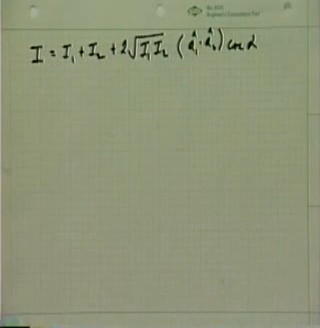 I = I₁ + I₂ + 2√I₁I₂ (â₁·â₂) cos α